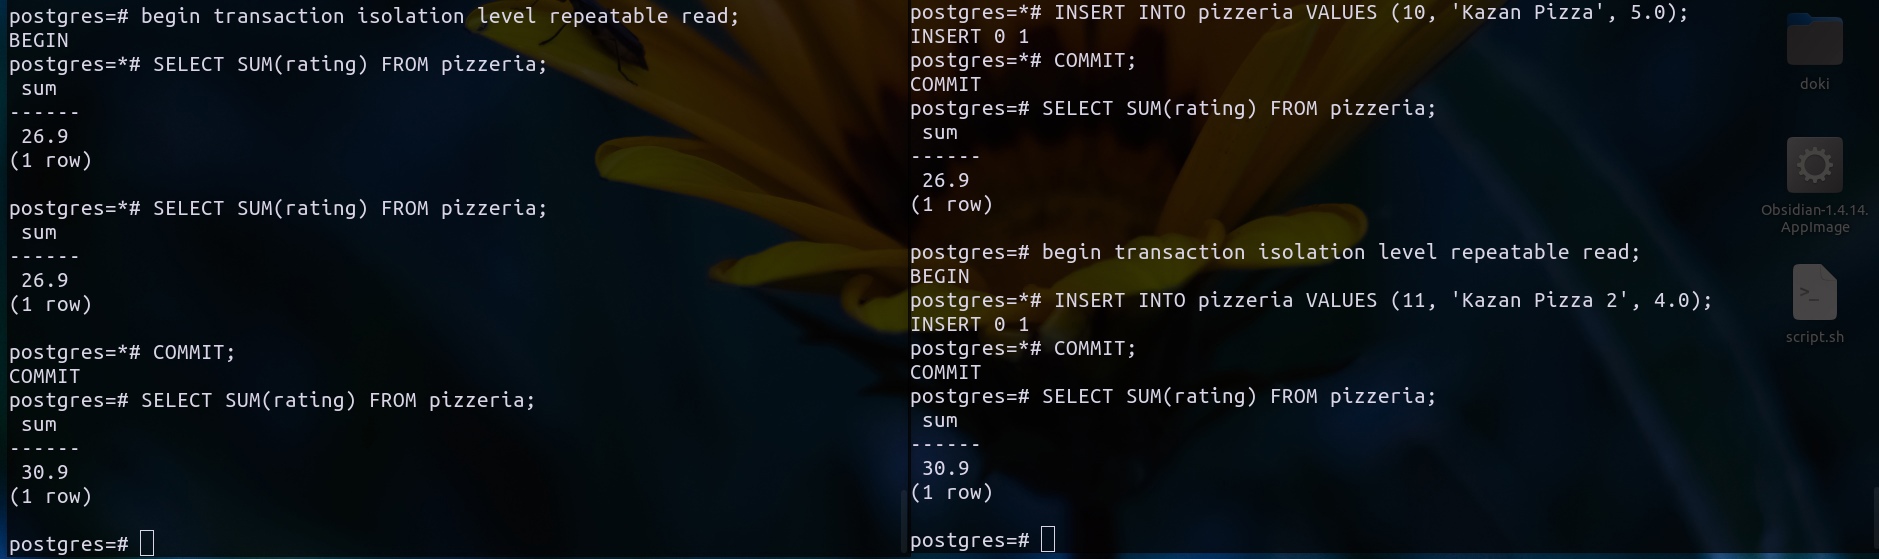 postgres=# begin transaction isolation level repeatable read;
BEGIN
postgres=*# SELECT SUM(rating) FROM pizzeria;
 sum
------
 26.9
(1 row)

postgres=*# SELECT SUM(rating) FROM pizzeria;
 sum
------
 26.9
(1 row)

postgres=*# COMMIT;
COMMIT
postgres=# SELECT SUM(rating) FROM pizzeria;
 sum
------
 30.9
(1 row)

postgres=#
postgres=*# INSERT INTO pizzeria VALUES (10, 'Kazan Pizza', 5.0);
INSERT 0 1
postgres=*# COMMIT;
COMMIT
postgres=# SELECT SUM(rating) FROM pizzeria;
 sum
------
 26.9
(1 row)

postgres=# begin transaction isolation level repeatable read;
BEGIN
postgres=*# INSERT INTO pizzeria VALUES (11, 'Kazan Pizza 2', 4.0);
INSERT 0 1
postgres=*# COMMIT;
COMMIT
postgres=# SELECT SUM(rating) FROM pizzeria;
 sum
------
 30.9
(1 row)

postgres=#
doki
Obsidian-1.4.14.
AppImage
>_
script.sh